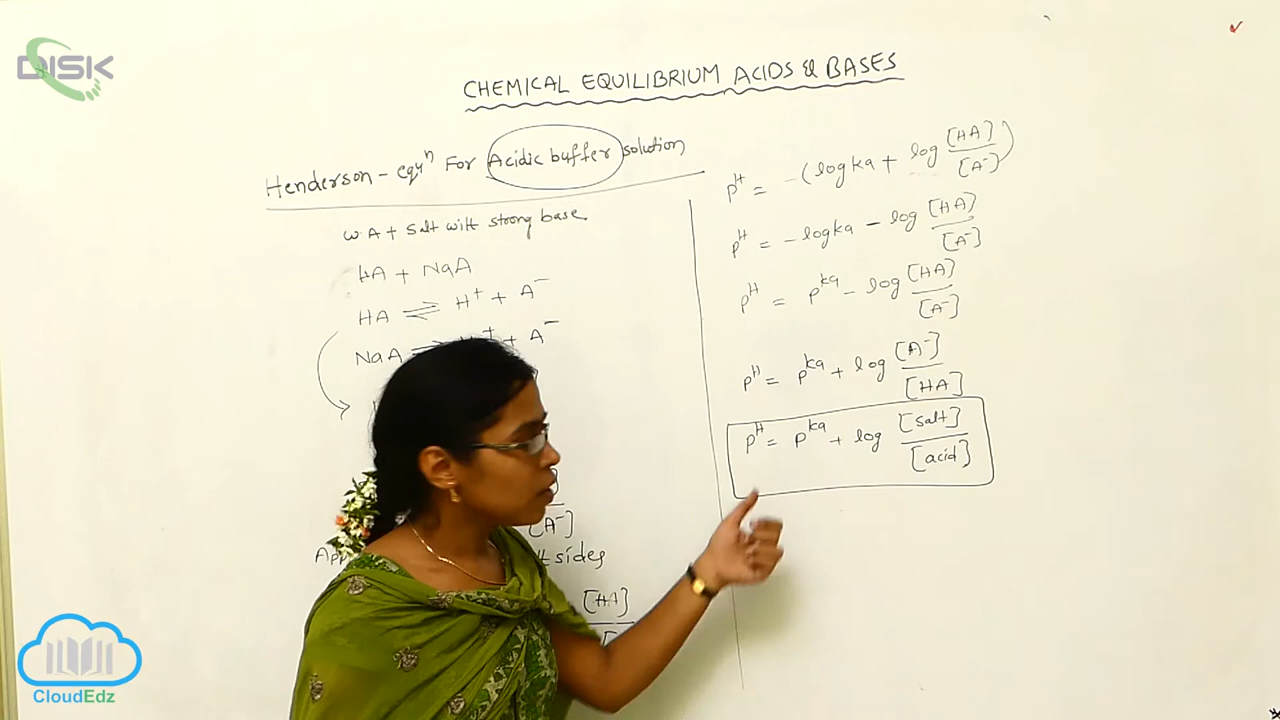 DISK
CHEMICAL EQUILIBRIUM ACIDS & BASES
Henderson - eqyⁿ For Acidic buffer solution
W.A + Salt with strong base
HA + NaA
HA ⇌ H⁺ + A⁻
NaA ⇌ H⁺ + A⁻
[A⁻]
sides
[HA]
pᴴ = -(log ka + log [HA]/[A⁻])
pᴴ = -log ka - log [HA]/[A⁻]
pᴴ = pᵏᵃ - log [HA]/[A⁻]
pᴴ = pᵏᵃ + log [A⁻]/[HA]
pᴴ = pᵏᵃ + log [salt]/[acid]
CloudEdz